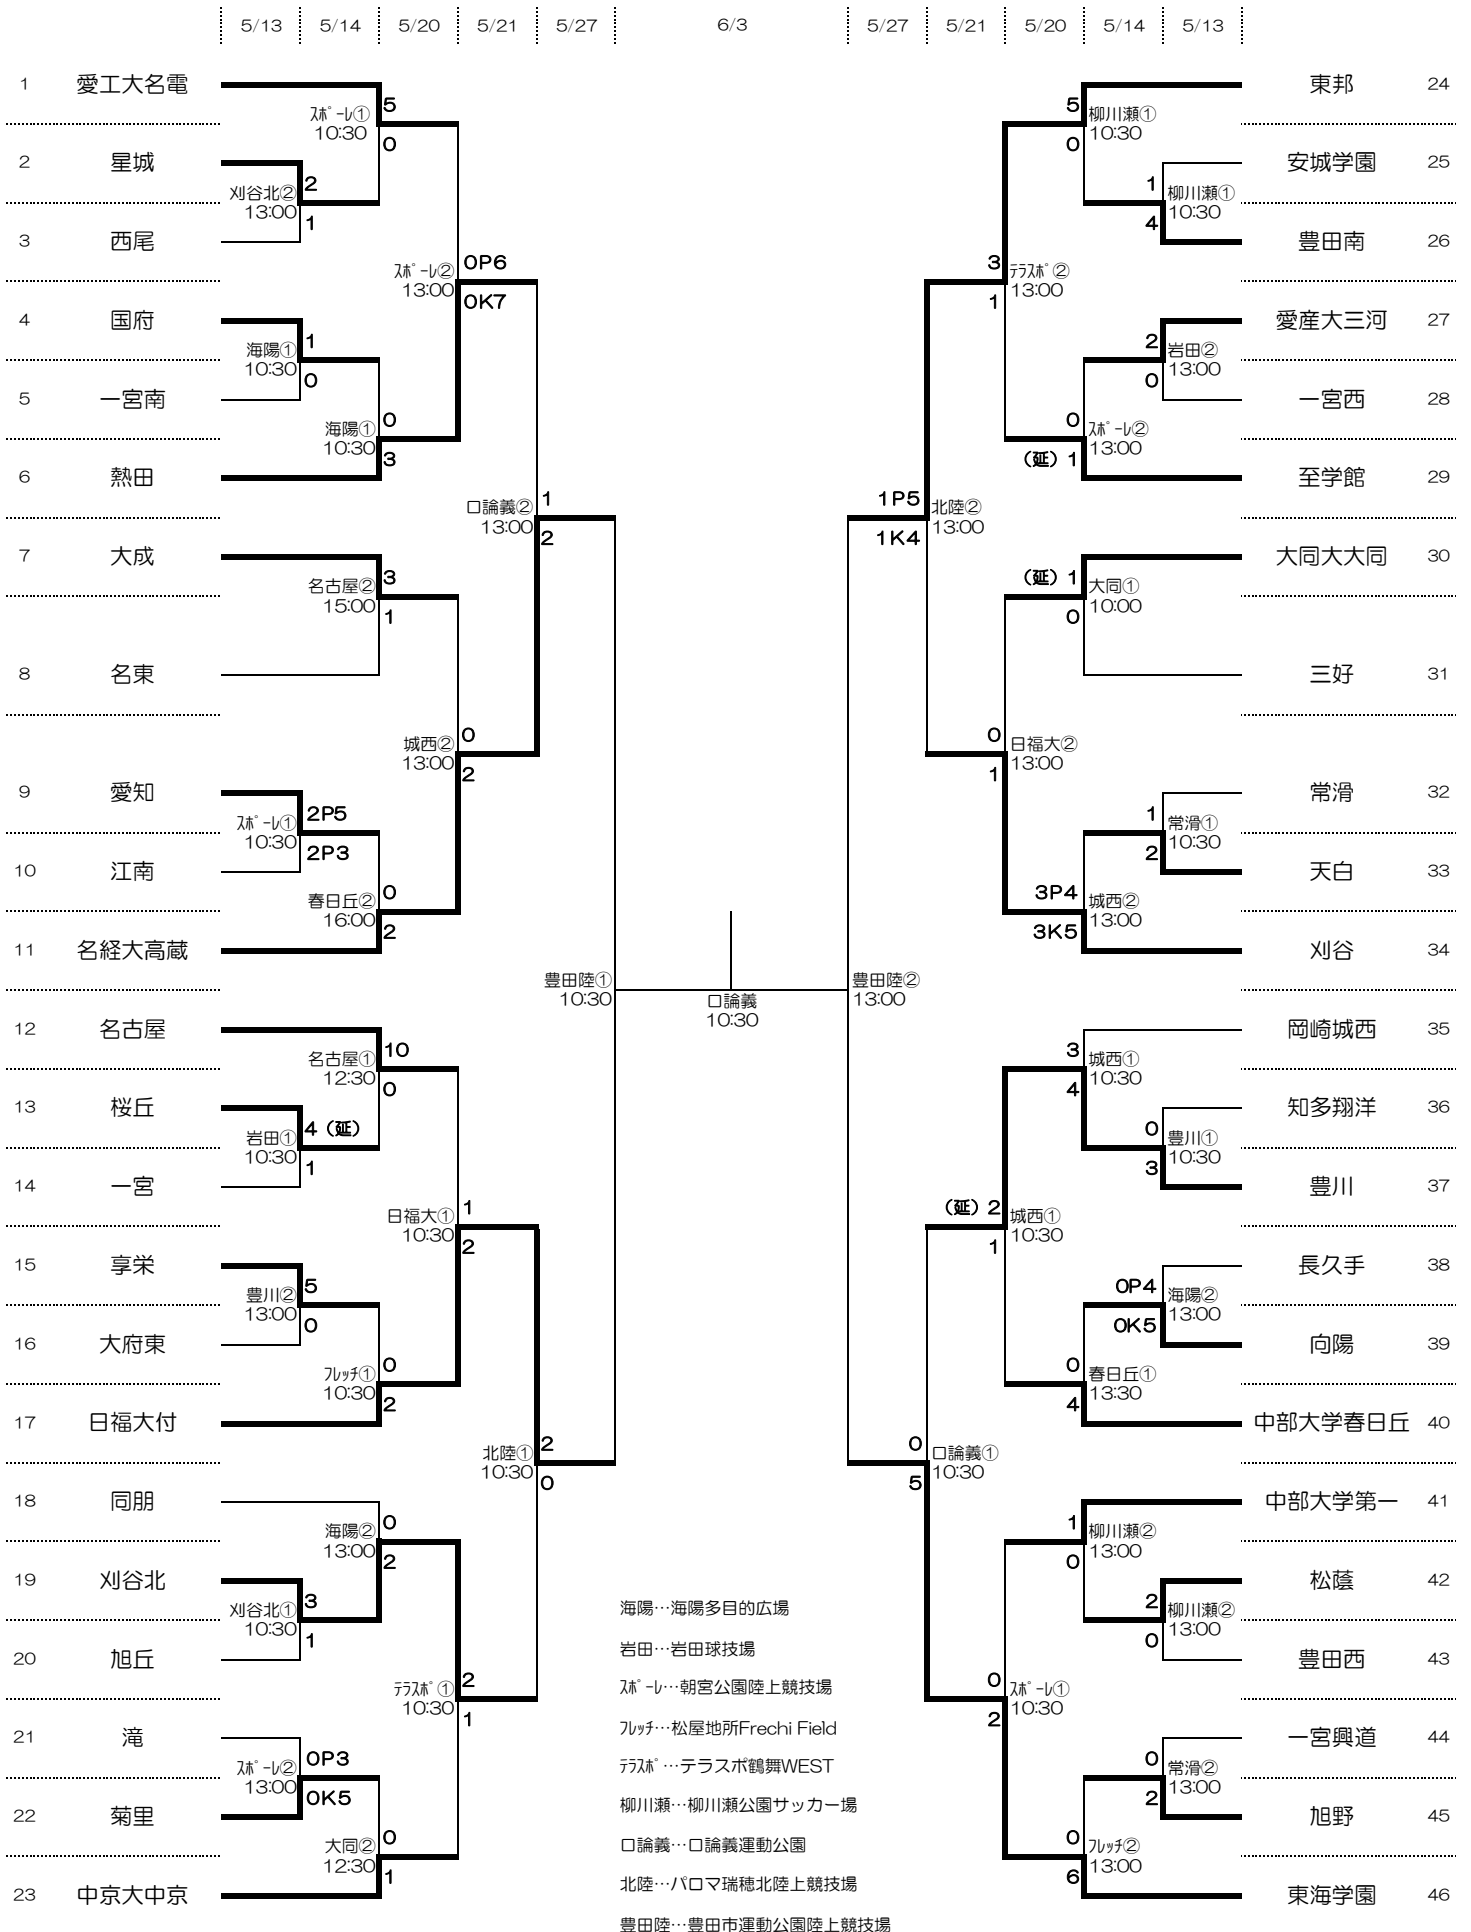 5/13 5/14 5/20 5/21 5/27 6/3 5/27 5/21 5/20 5/14 5/13
1 愛工大名電 東邦 24
5 5
ｽﾎﾟｰﾚ① 柳川瀬①
10:30 10:30
0 0
2 星城 安城学園 25
2 1
刈谷北② 柳川瀬①
13:00 10:30
1 4
3 西尾 豊田南 26
0P6 3
ｽﾎﾟｰﾚ② ﾃﾗｽﾎﾟ②
13:00 13:00
0K7 1
4 国府 愛産大三河 27
1 2
海陽① 岩田②
10:30 13:00
0 0
5 一宮南 一宮西 28
0 0
海陽① ｽﾎﾟｰﾚ②
10:30 13:00
3 (延) 1
6 熱田 至学館 29
1 1P5
口論義② 北陸②
13:00 13:00
2 1K4
7 大成 大同大大同 30
3 (延) 1
名古屋② 大同①
15:00 10:00
1 0
8 名東 三好 31
0 0
城西② 日福大②
13:00 13:00
2 1
9 愛知 常滑 32
2P5 1
ｽﾎﾟｰﾚ① 常滑①
10:30 10:30
2P3 2
10 江南 天白 33
0 3P4
春日丘② 城西②
16:00 13:00
2 3K5
11 名経大高蔵 刈谷 34
豊田陸① 豊田陸②
10:30 口論義 13:00
10:30
12 名古屋 岡崎城西 35
10 3
名古屋① 城西①
12:30 10:30
0 4
13 桜丘 知多翔洋 36
4 (延) 0
岩田① 豊川①
10:30 10:30
1 3
14 一宮 豊川 37
1 (延) 2
日福大① 城西①
10:30 10:30
2 1
15 享栄 長久手 38
5 0P4
豊川② 海陽②
13:00 13:00
0 0K5
16 大府東 向陽 39
0 0
ﾌﾚｯﾁ① 春日丘①
10:30 13:30
2 4
17 日福大付 中部大学春日丘 40
2 0
北陸① 口論義①
10:30 10:30
0 5
18 同朋 中部大学第一 41
0 1
海陽② 柳川瀬②
13:00 13:00
2 0
19 刈谷北 松蔭 42
3 2
刈谷北① 海陽…海陽多目的広場 柳川瀬②
10:30 13:00
1 0
岩田…岩田球技場
20 旭丘 豊田西 43
2 0
ﾃﾗｽﾎﾟ① ｽﾎﾟｰﾚ…朝宮公園陸上競技場 ｽﾎﾟｰﾚ①
10:30 10:30
1 2
21 滝 ﾌﾚｯﾁ…松屋地所Frechi Field 一宮興道 44
0P3 0
ｽﾎﾟｰﾚ② ﾃﾗｽﾎﾟ…テラスポ鶴舞WEST 常滑②
13:00 13:00
0K5 2
22 菊里 柳川瀬…柳川瀬公園サッカー場 旭野 45
0 0
大同② 口論義…口論義運動公園 ﾌﾚｯﾁ②
12:30 13:00
1 6
北陸…パロマ瑞穂北陸上競技場
23 中京大中京 東海学園 46
豊田陸…豊田市運動公園陸上競技場